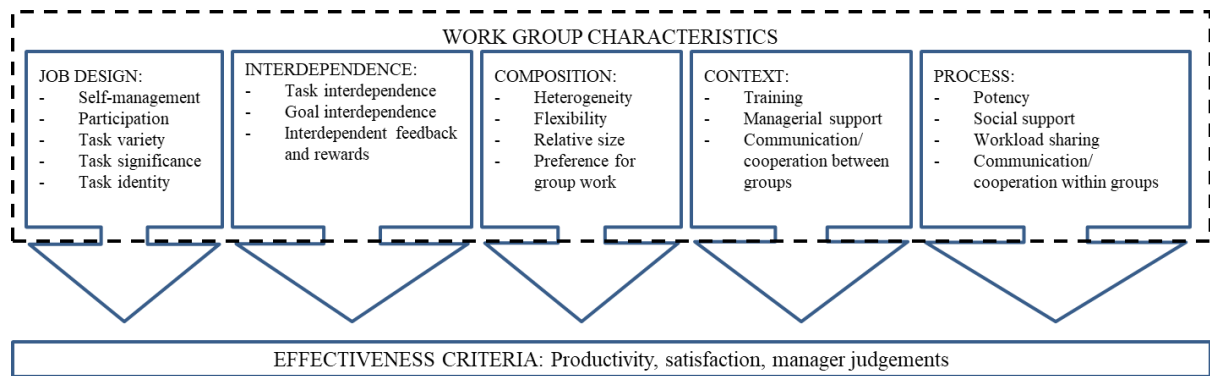 WORK GROUP CHARACTERISTICS
JOB DESIGN:
- Self-management
- Participation
- Task variety
- Task significance
- Task identity
INTERDEPENDENCE:
- Task interdependence
- Goal interdependence
- Interdependent feedback
and rewards
COMPOSITION:
- Heterogeneity
- Flexibility
- Relative size
- Preference for
group work
CONTEXT:
- Training
- Managerial support
- Communication/
cooperation between
groups
PROCESS:
- Potency
- Social support
- Workload sharing
- Communication/
cooperation within groups
EFFECTIVENESS CRITERIA: Productivity, satisfaction, manager judgements